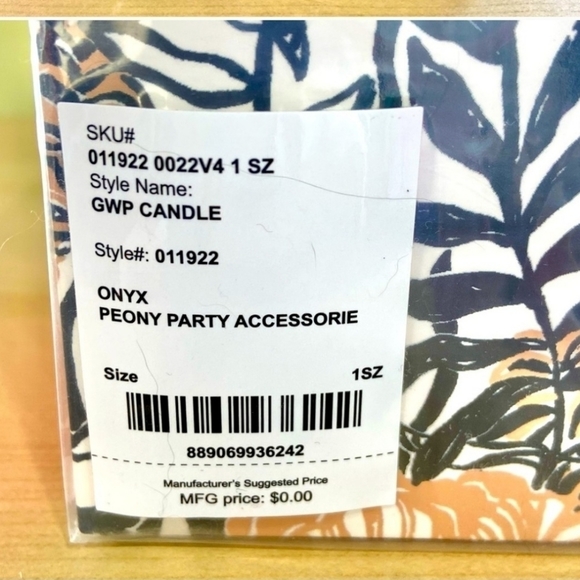 SKU#
011922 0022V4 1 SZ
Style Name:
GWP CANDLE
Style#: 011922
ONYX
PEONY PARTY ACCESSORIE
Size 1SZ
889069936242
Manufacturer's Suggested Price
MFG price: $0.00